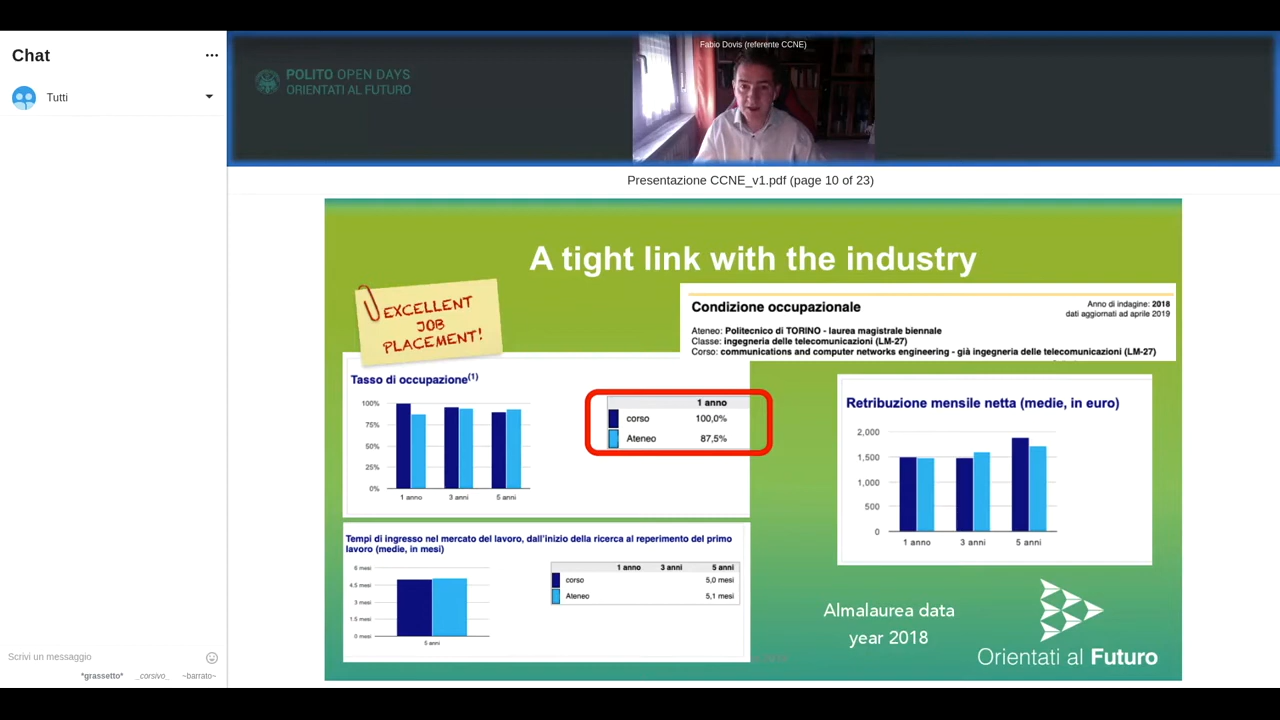 Chat
Tutti
POLITO OPEN DAYS
ORIENTATI AL FUTURO
Fabio Dovis (referente CCNE)
Presentazione CCNE_v1.pdf (page 10 of 23)
A tight link with the industry
EXCELLENT
JOB
PLACEMENT!
Condizione occupazionale
Anno di indagine: 2018
dati aggiornati ad aprile 2019
Ateneo: Politecnico di TORINO - laurea magistrale biennale
Classe: ingegneria delle telecomunicazioni (LM-27)
Corso: communications and computer networks engineering - già ingegneria delle telecomunicazioni (LM-27)
Tasso di occupazione(1)
100%
75%
50%
25%
0%
1 anno 3 anni 5 anni
1 anno
corso 100,0%
Ateneo 87,5%
Retribuzione mensile netta (medie, in euro)
2,000
1,500
1,000
500
0
1 anno 3 anni 5 anni
Tempi di ingresso nel mercato del lavoro, dall'inizio della ricerca al reperimento del primo
lavoro (medie, in mesi)
6 mesi
4.5 mesi
3 mesi
1.5 mesi
0 mesi
5 anni
1 anno 3 anni 5 anni
corso 5,0 mesi
Ateneo 5,1 mesi
Almalaurea data
year 2018
Orientati al Futuro
Scrivi un messaggio
*grassetto* _corsivo_ ~barrato~